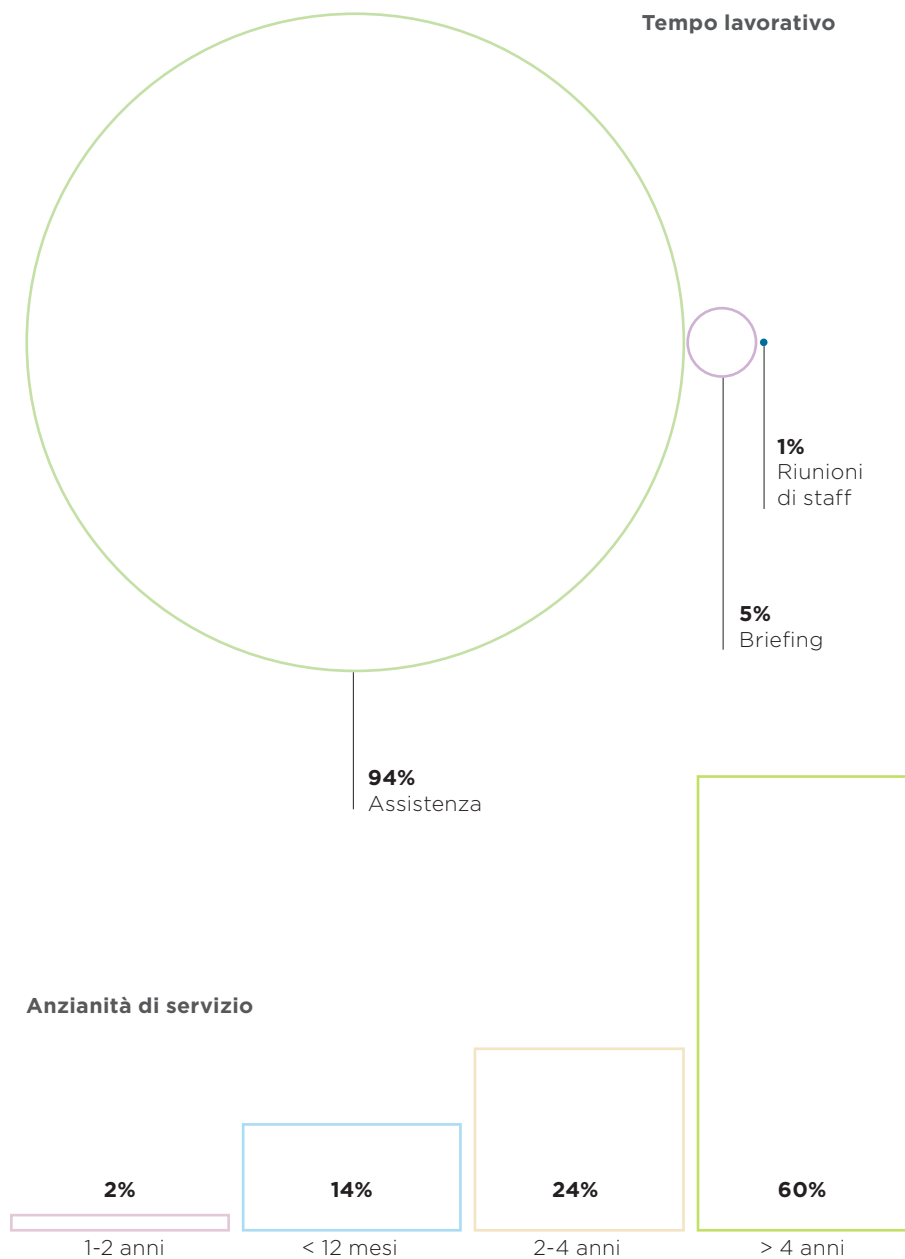 Tempo lavorativo
1%
Riunioni
di staff
5%
Briefing
94%
Assistenza
Anzianità di servizio
2%
14%
24%
60%
1-2 anni
< 12 mesi
2-4 anni
> 4 anni